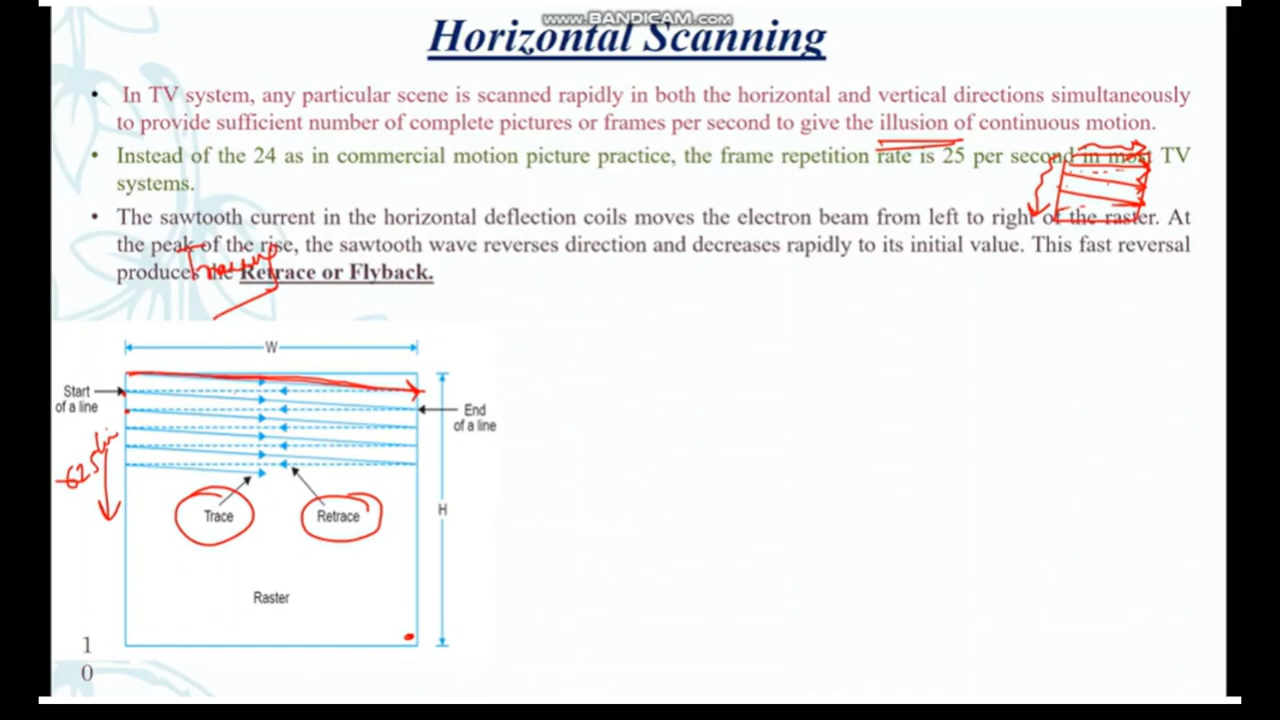 www.BANDICAM.com
Horizontal Scanning
• In TV system, any particular scene is scanned rapidly in both the horizontal and vertical directions simultaneously
to provide sufficient number of complete pictures or frames per second to give the illusion of continuous motion.
• Instead of the 24 as in commercial motion picture practice, the frame repetition rate is 25 per second in most TV
systems.
• The sawtooth current in the horizontal deflection coils moves the electron beam from left to right of the raster. At
the peak of the rise, the sawtooth wave reverses direction and decreases rapidly to its initial value. This fast reversal
produces the Retrace or Flyback.
W
Start
of a line
End
of a line
625
Trace
Retrace
H
Raster
1
0